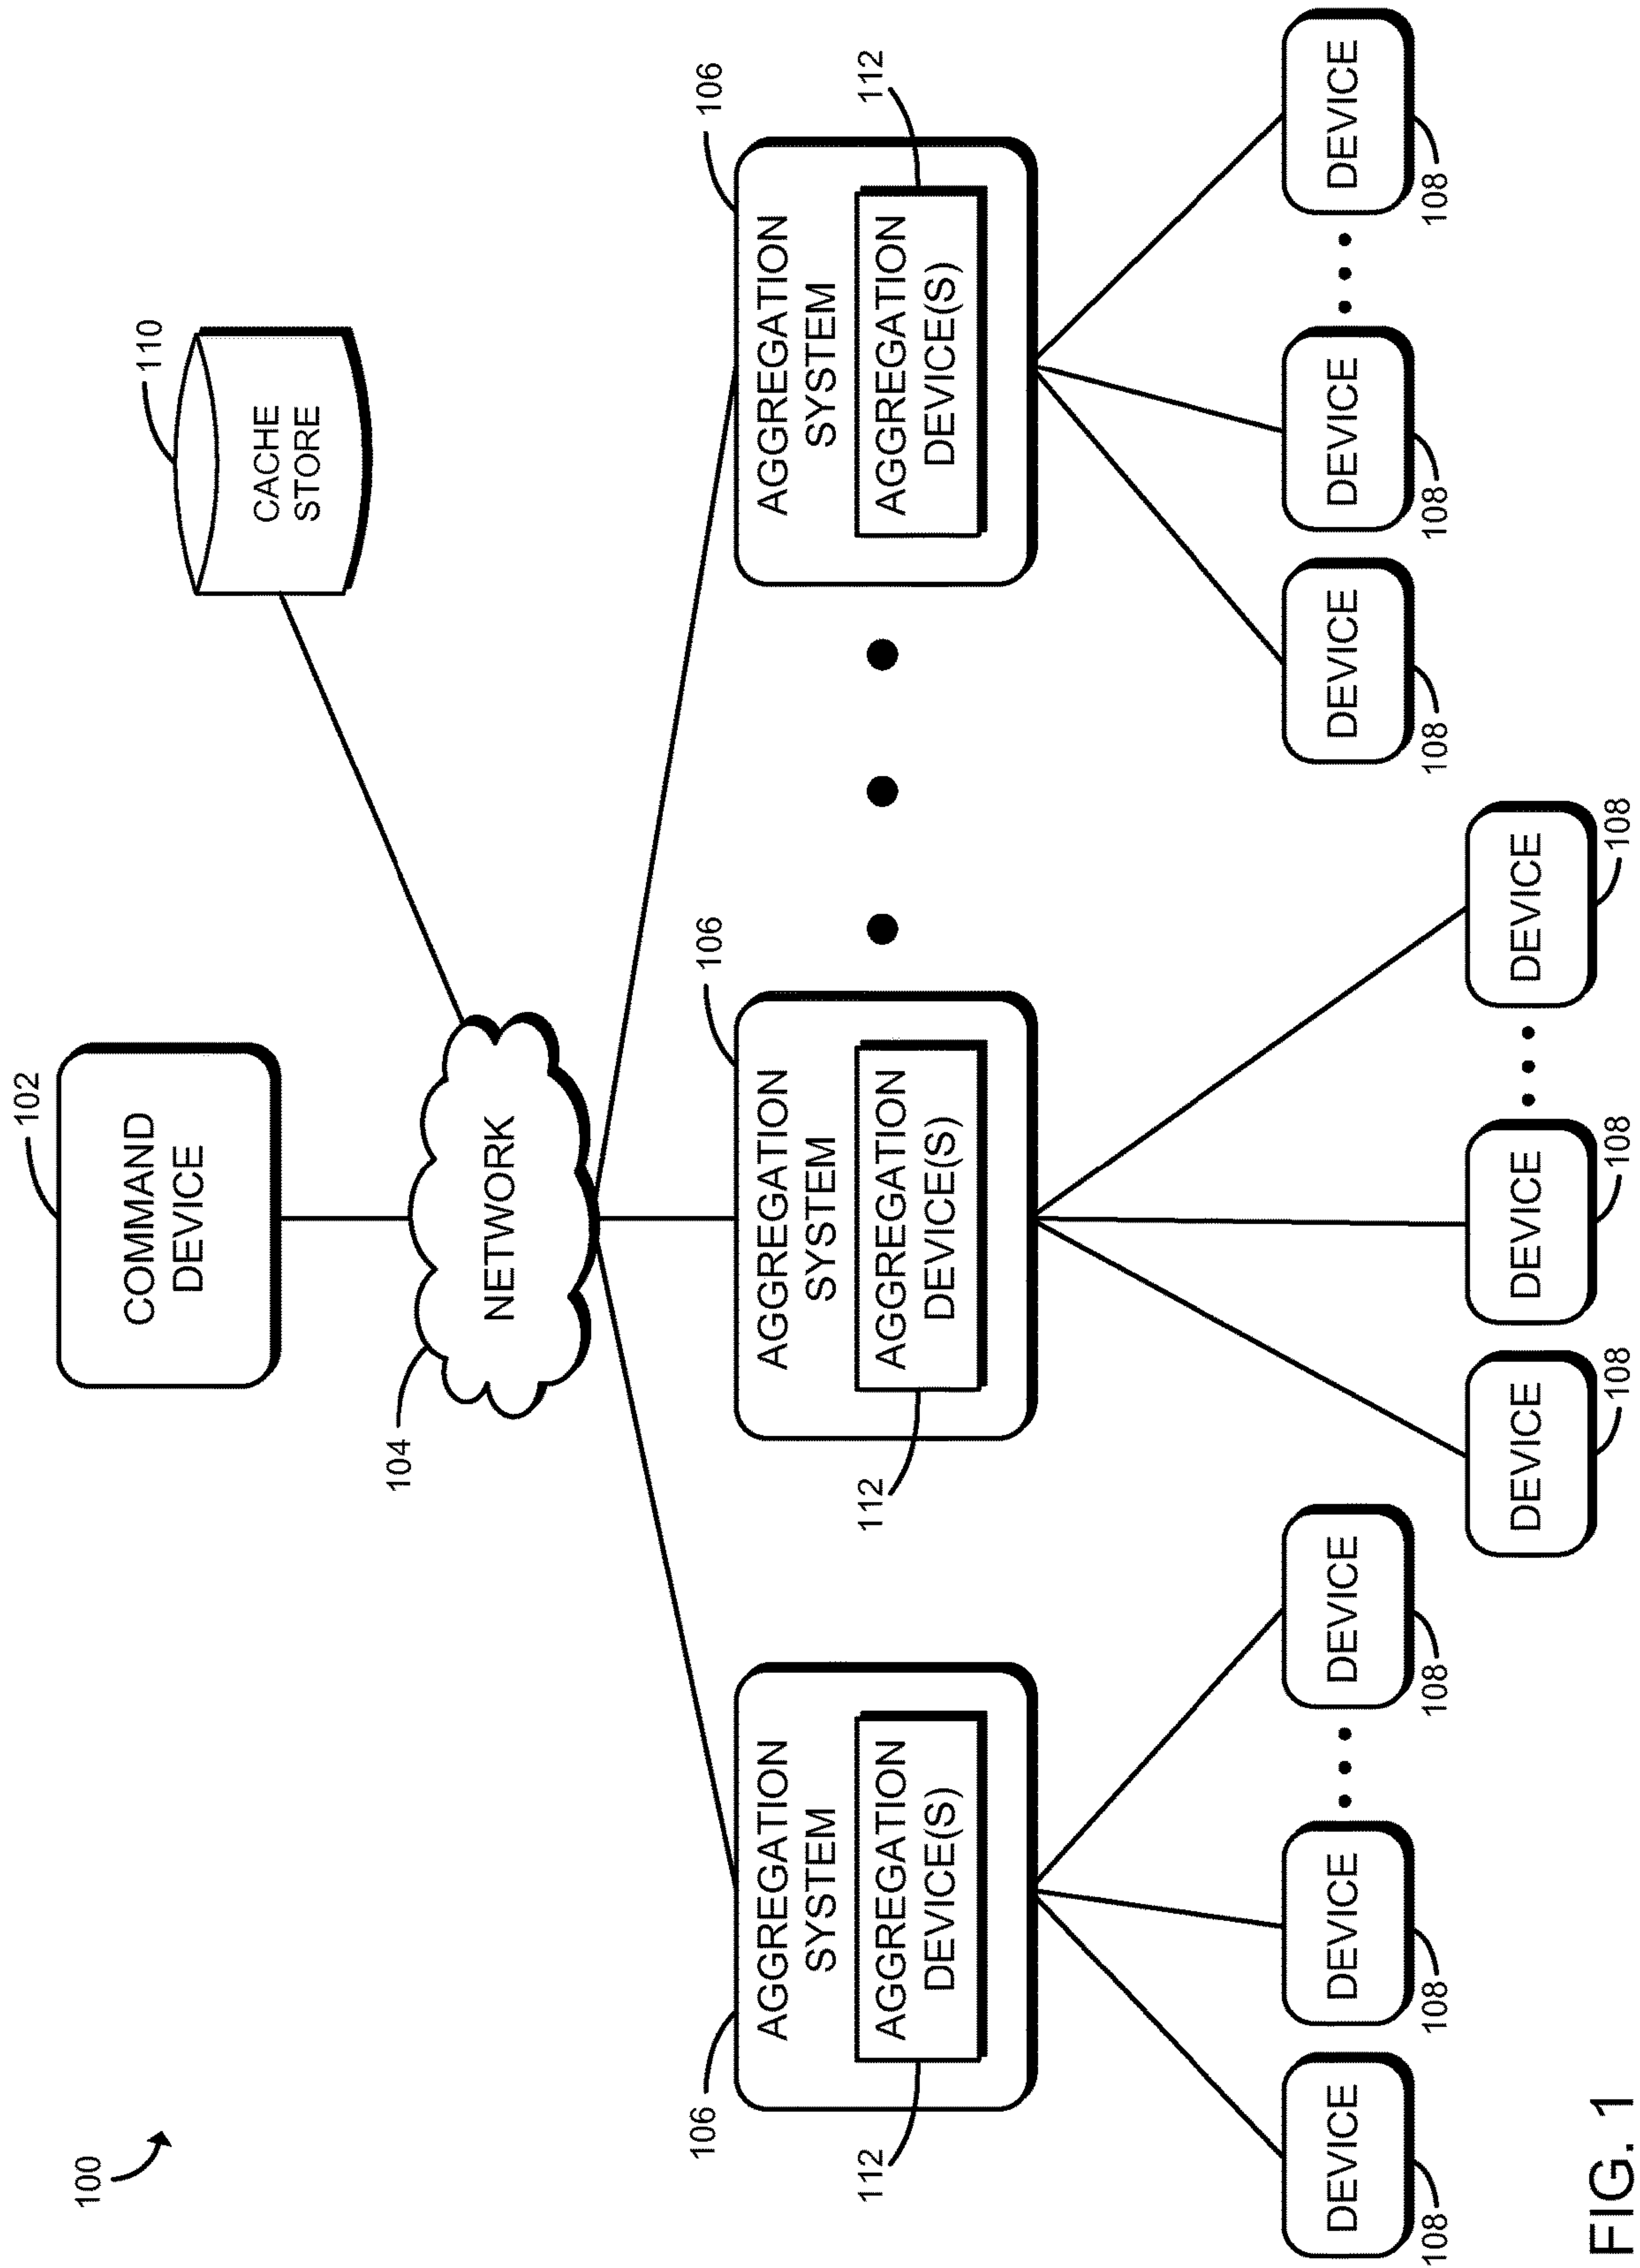 100
102
COMMAND
DEVICE
110
CACHE
STORE
104
NETWORK
106
106
106
AGGREGATION
SYSTEM
AGGREGATION
DEVICE(S)
112
AGGREGATION
SYSTEM
AGGREGATION
DEVICE(S)
112
AGGREGATION
SYSTEM
AGGREGATION
DEVICE(S)
112
DEVICE
108
DEVICE
108
DEVICE
108
DEVICE
108
DEVICE
108
DEVICE
108
DEVICE
108
DEVICE
108
DEVICE
108
FIG. 1